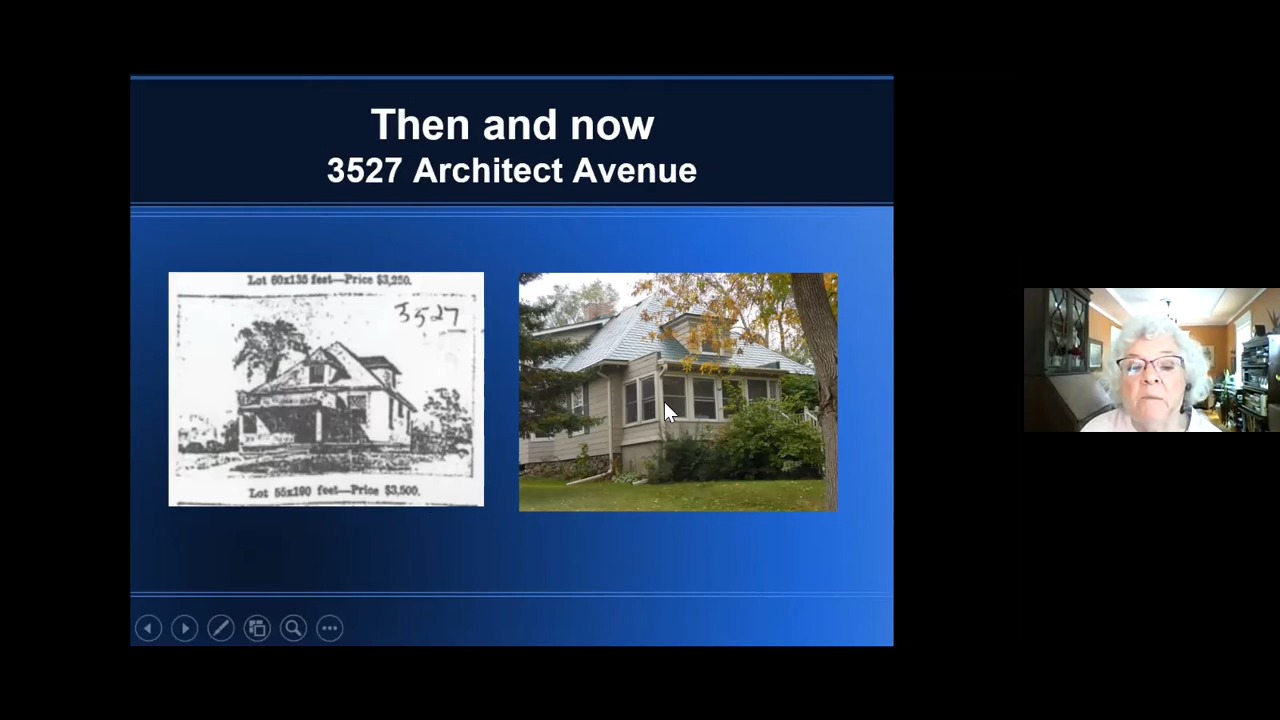 Then and now
3527 Architect Avenue
Lot 60x135 feet—Price $3,250.
3527
Lot 55x190 feet—Price $3,500.